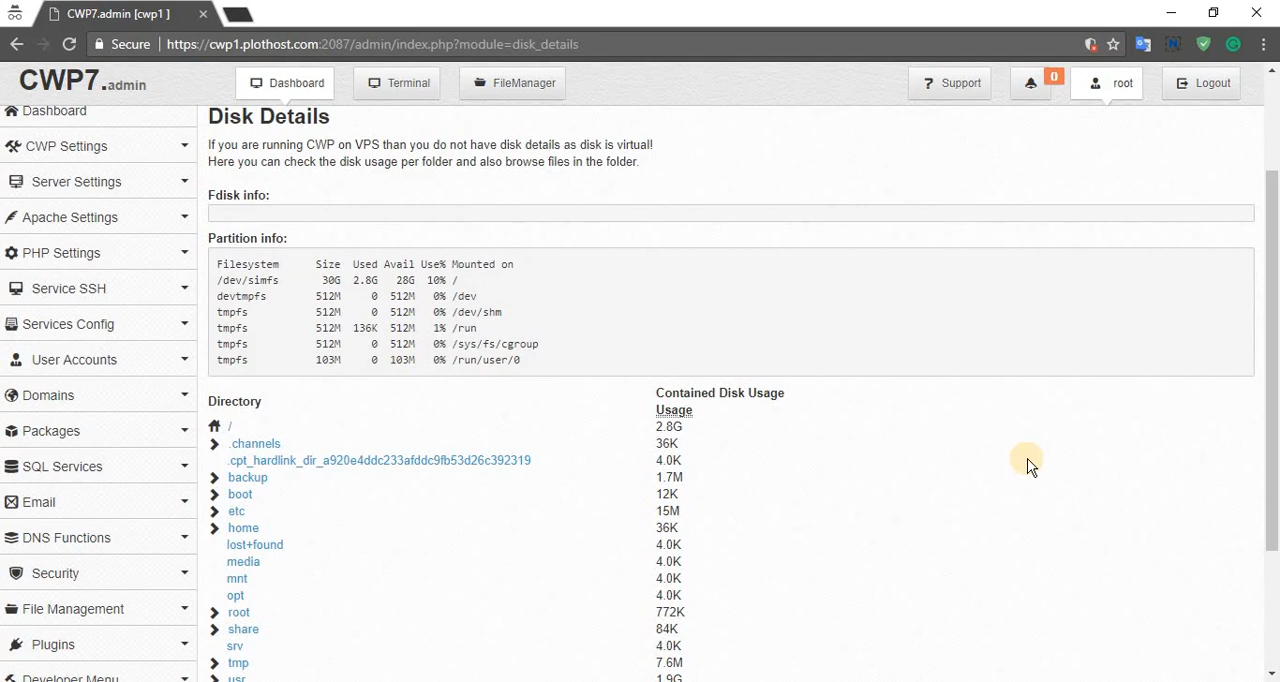 CWP7.admin [cwp1 ]
Secure https://cwp1.plothost.com:2087/admin/index.php?module=disk_details
CWP7.admin Dashboard Terminal FileManager ? Support 0 root Logout
Dashboard
CWP Settings
Server Settings
Apache Settings
PHP Settings
Service SSH
Services Config
User Accounts
Domains
Packages
SQL Services
Email
DNS Functions
Security
File Management
Plugins
Developer Menu
Disk Details
If you are running CWP on VPS than you do not have disk details as disk is virtual!
Here you can check the disk usage per folder and also browse files in the folder.
Fdisk info:
Partition info:
Filesystem Size Used Avail Use% Mounted on
/dev/simfs 30G 2.8G 28G 10% /
devtmpfs 512M 0 512M 0% /dev
tmpfs 512M 0 512M 0% /dev/shm
tmpfs 512M 136K 512M 1% /run
tmpfs 512M 0 512M 0% /sys/fs/cgroup
tmpfs 103M 0 103M 0% /run/user/0
Directory Contained Disk Usage
Usage
/ 2.8G
.channels 36K
.cpt_hardlink_dir_a920e4ddc233afddc9fb53d26c392319 4.0K
backup 1.7M
boot 12K
etc 15M
home 36K
lost+found 4.0K
media 4.0K
mnt 4.0K
opt 4.0K
root 772K
share 84K
srv 4.0K
tmp 7.6M
usr 1.9G